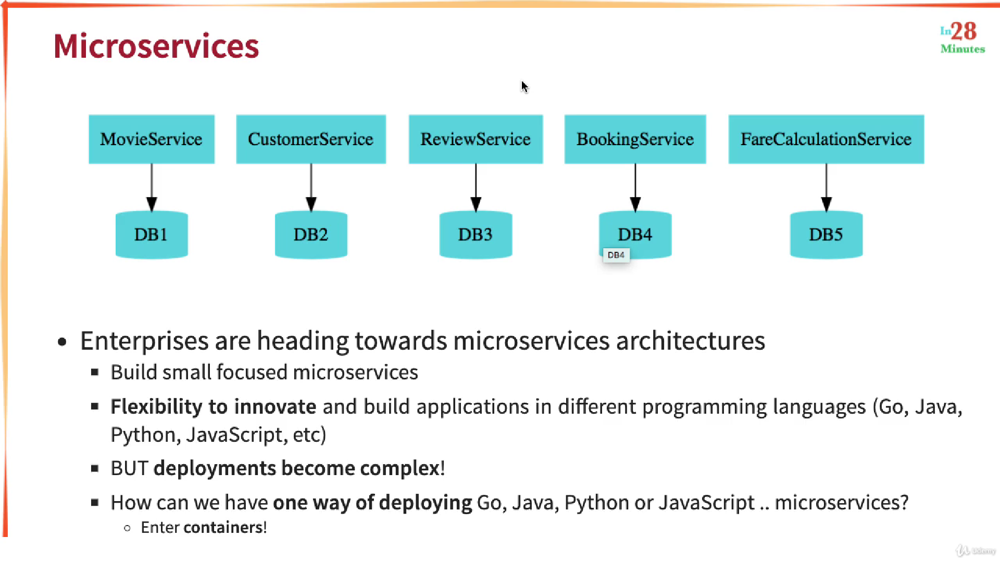 Microservices
In28
Minutes
MovieService
CustomerService
ReviewService
BookingService
FareCalculationService
DB1
DB2
DB3
DB4
DB5
DB4
• Enterprises are heading towards microservices architectures
▪ Build small focused microservices
▪ Flexibility to innovate and build applications in different programming languages (Go, Java,
Python, JavaScript, etc)
▪ BUT deployments become complex!
▪ How can we have one way of deploying Go, Java, Python or JavaScript .. microservices?
○ Enter containers!
Udemy